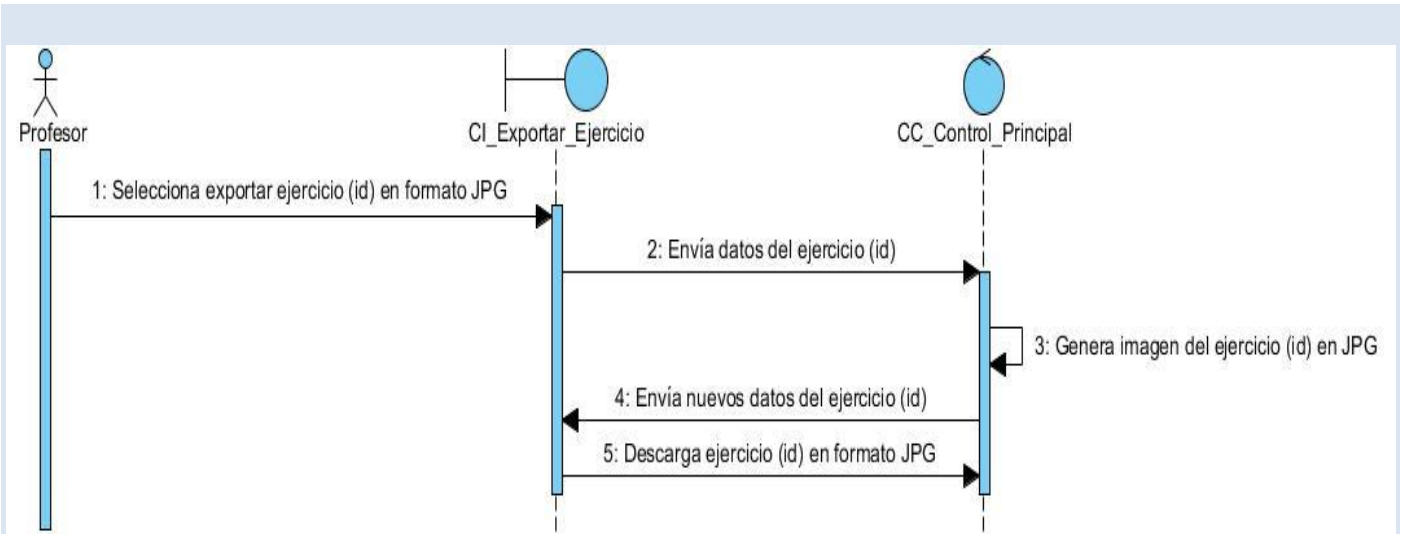 Profesor
CI_Exportar_Ejercicio
CC_Control_Principal
1: Selecciona exportar ejercicio (id) en formato JPG
2: Envía datos del ejercicio (id)
3: Genera imagen del ejercicio (id) en JPG
4: Envía nuevos datos del ejercicio (id)
5: Descarga ejercicio (id) en formato JPG